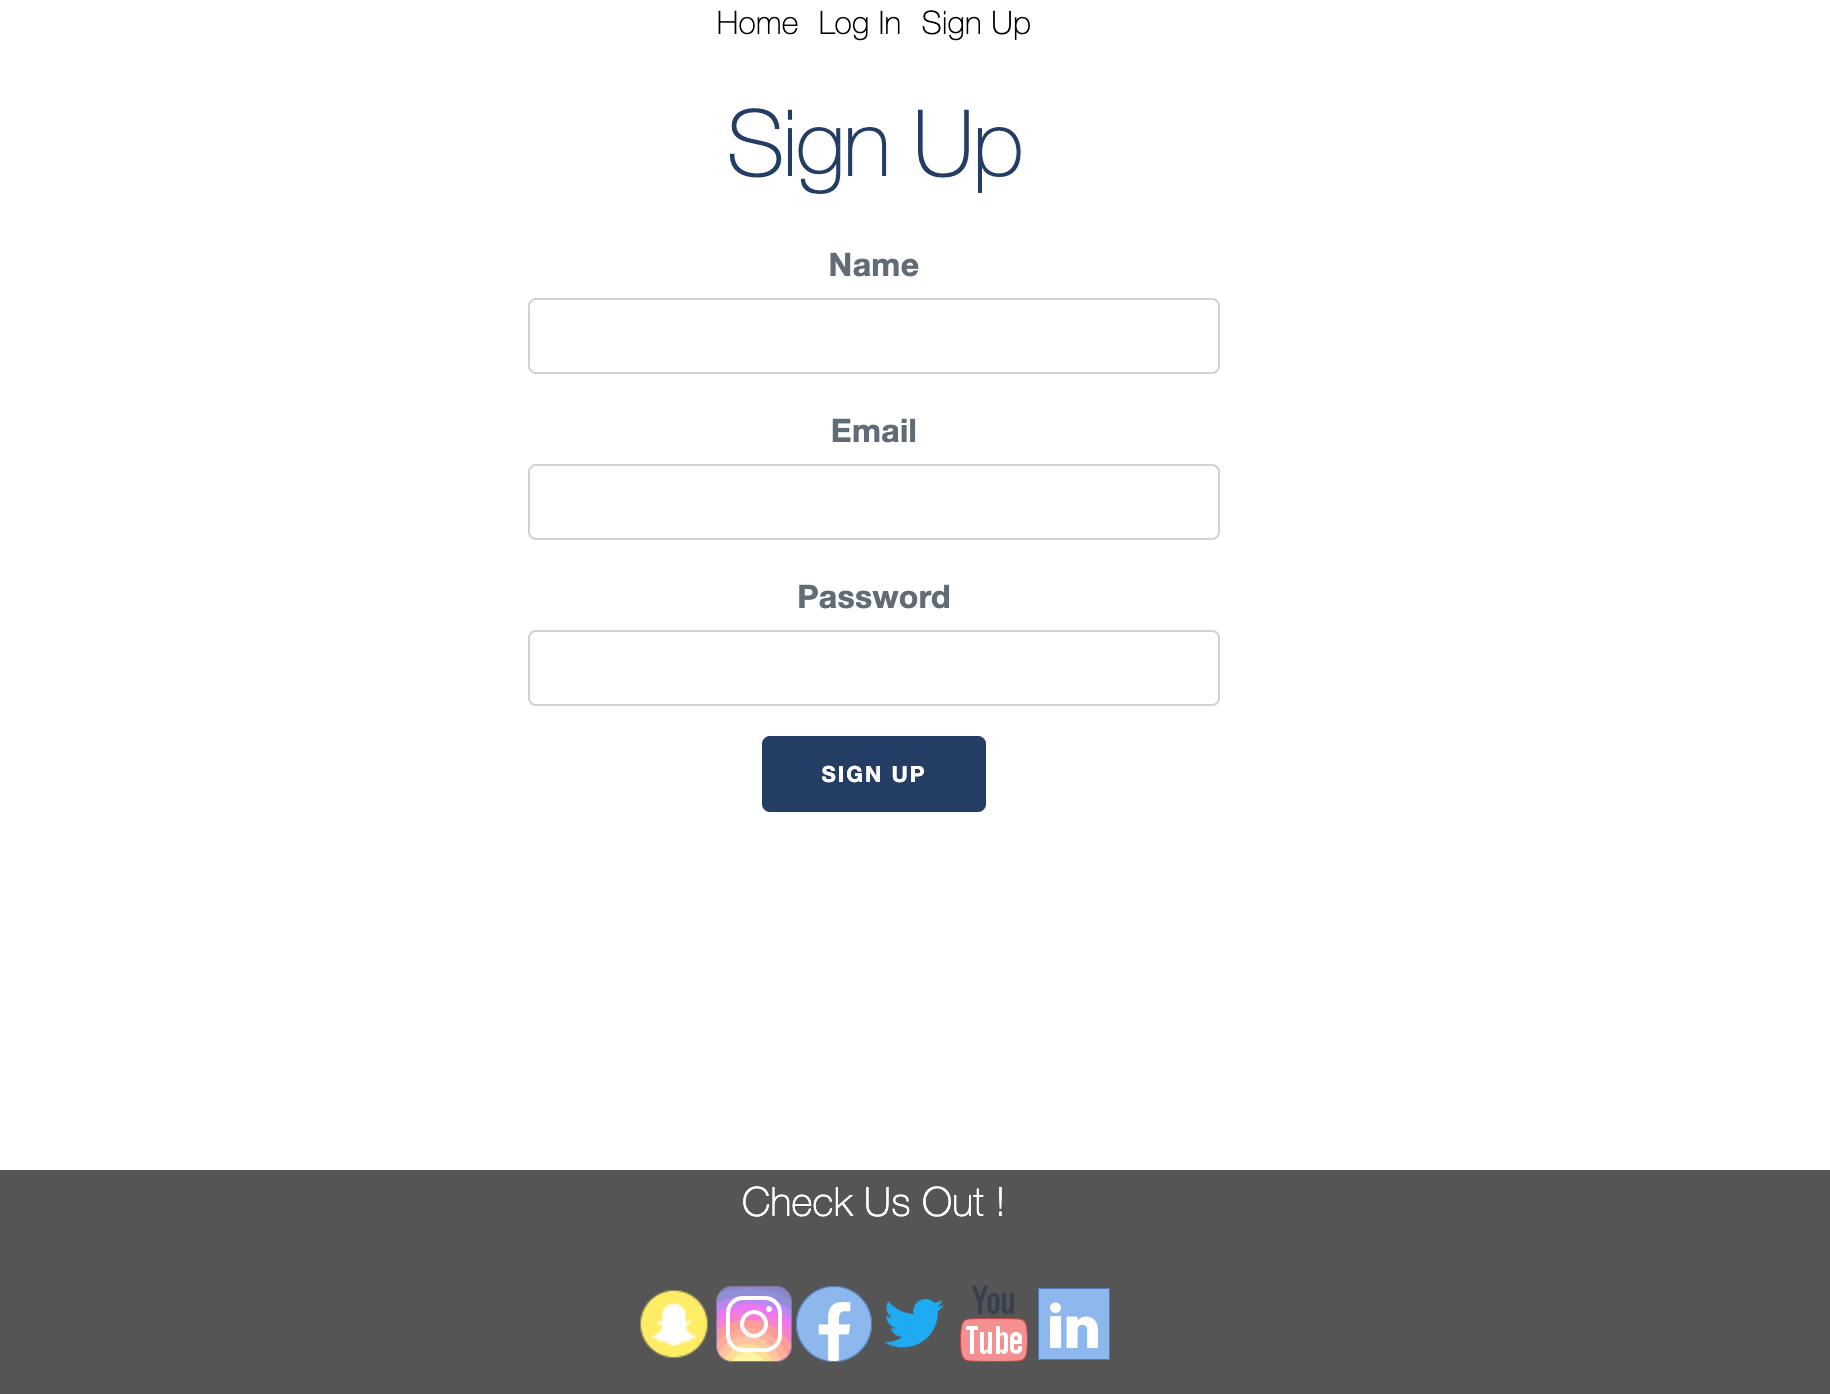 Home Log In Sign Up
Sign Up
Name
Email
Password
SIGN UP
Check Us Out !
You
Tube
in